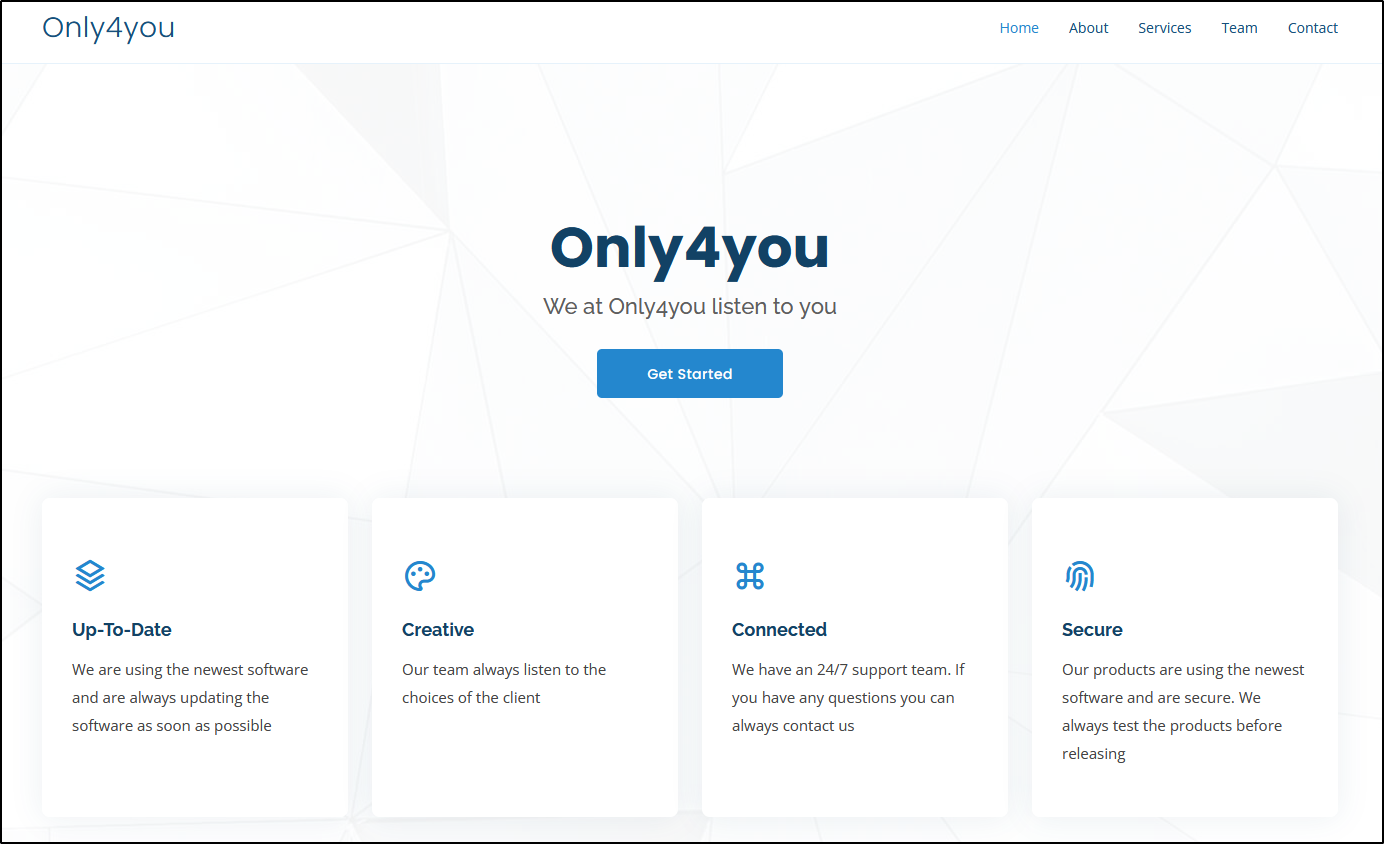 Only4you
Home About Services Team Contact
Only4you
We at Only4you listen to you
Get Started
Up-To-Date
We are using the newest software
and are always updating the
software as soon as possible
Creative
Our team always listen to the
choices of the client
Connected
We have an 24/7 support team. If
you have any questions you can
always contact us
Secure
Our products are using the newest
software and are secure. We
always test the products before
releasing